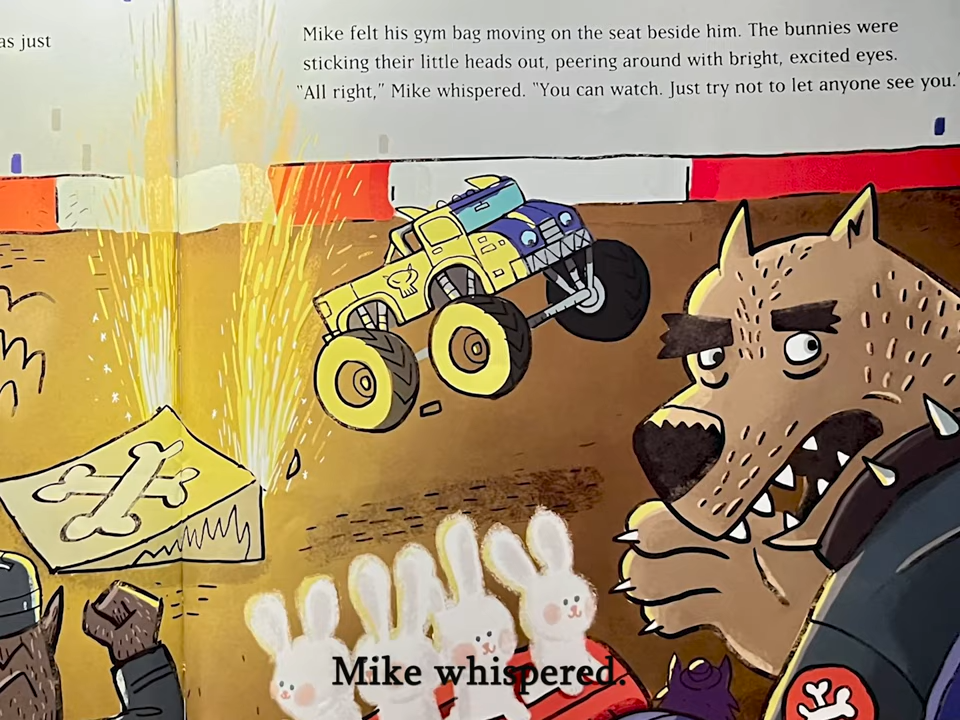 as just
Mike felt his gym bag moving on the seat beside him. The bunnies were
sticking their little heads out, peering around with bright, excited eyes.
“All right,” Mike whispered. “You can watch. Just try not to let anyone see you.”
Mike whispered.